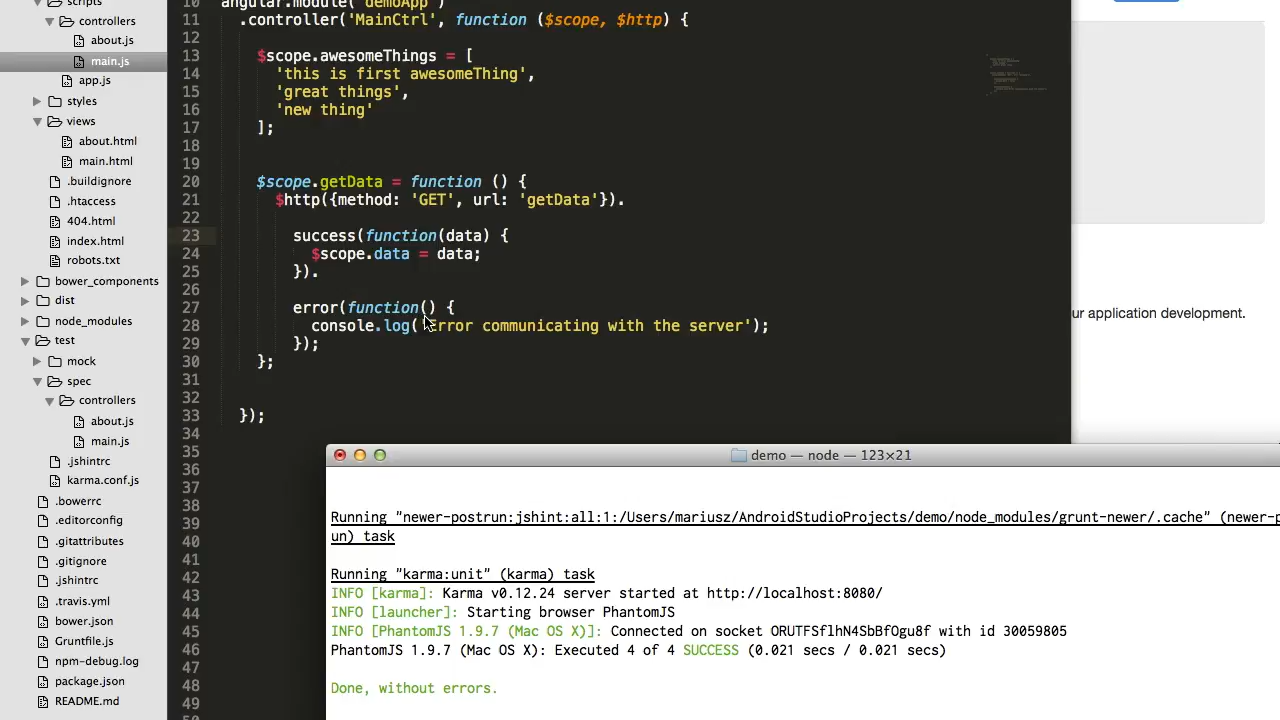 scripts
controllers
about.js
main.js
app.js
styles
views
about.html
main.html
.buildignore
.htaccess
404.html
index.html
robots.txt
bower_components
dist
node_modules
test
mock
spec
controllers
about.js
main.js
.jshintrc
karma.conf.js
.bowerrc
.editorconfig
.gitattributes
.gitignore
.jshintrc
.travis.yml
bower.json
Gruntfile.js
npm-debug.log
package.json
README.md
10 angular.module('demoApp')
11 .controller('MainCtrl', function ($scope, $http) {
12
13 $scope.awesomeThings = [
14 'this is first awesomeThing',
15 'great things',
16 'new thing'
17 ];
18
19
20 $scope.getData = function () {
21 $http({method: 'GET', url: 'getData'}).
22
23 success(function(data) {
24 $scope.data = data;
25 }).
26
27 error(function() {
28 console.log('Error communicating with the server');
29 });
30 };
31
32
33 });
34
35
36
37
38
39
40
41
42
43
44
45
46
47
48
49
ur application development.
demo — node — 123×21
Running "newer-postrun:jshint:all:1:/Users/mariusz/AndroidStudioProjects/demo/node_modules/grunt-newer/.cache" (newer-p
un) task
Running "karma:unit" (karma) task
INFO [karma]: Karma v0.12.24 server started at http://localhost:8080/
INFO [launcher]: Starting browser PhantomJS
INFO [PhantomJS 1.9.7 (Mac OS X)]: Connected on socket ORUTFSflhN4SbBfOgu8f with id 30059805
PhantomJS 1.9.7 (Mac OS X): Executed 4 of 4 SUCCESS (0.021 secs / 0.021 secs)
Done, without errors.